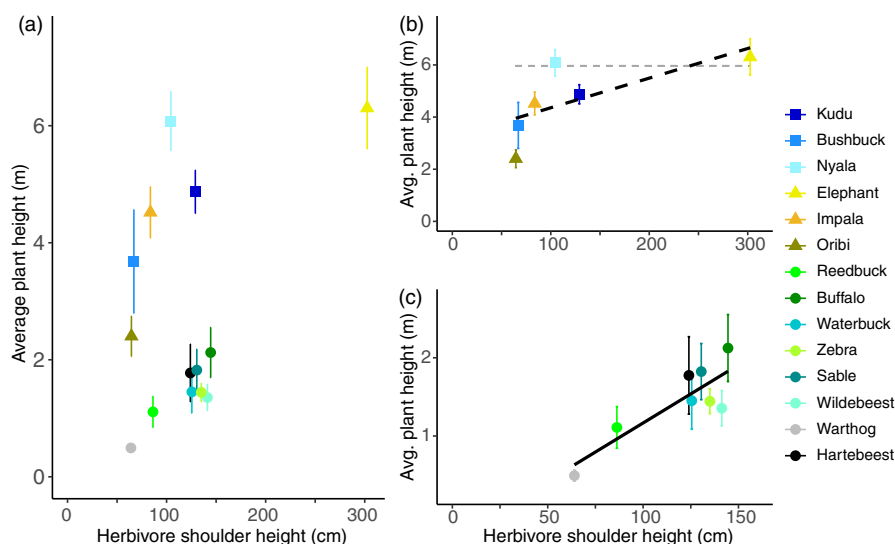 (a)
Average plant height (m)
6
4
2
0
0 100 200 300
Herbivore shoulder height (cm)
(b)
Avg. plant height (m)
6
4
2
0
0 100 200 300
(c)
Avg. plant height (m)
2
1
0 50 100 150
Herbivore shoulder height (cm)
Kudu
Bushbuck
Nyala
Elephant
Impala
Oribi
Reedbuck
Buffalo
Waterbuck
Zebra
Sable
Wildebeest
Warthog
Hartebeest